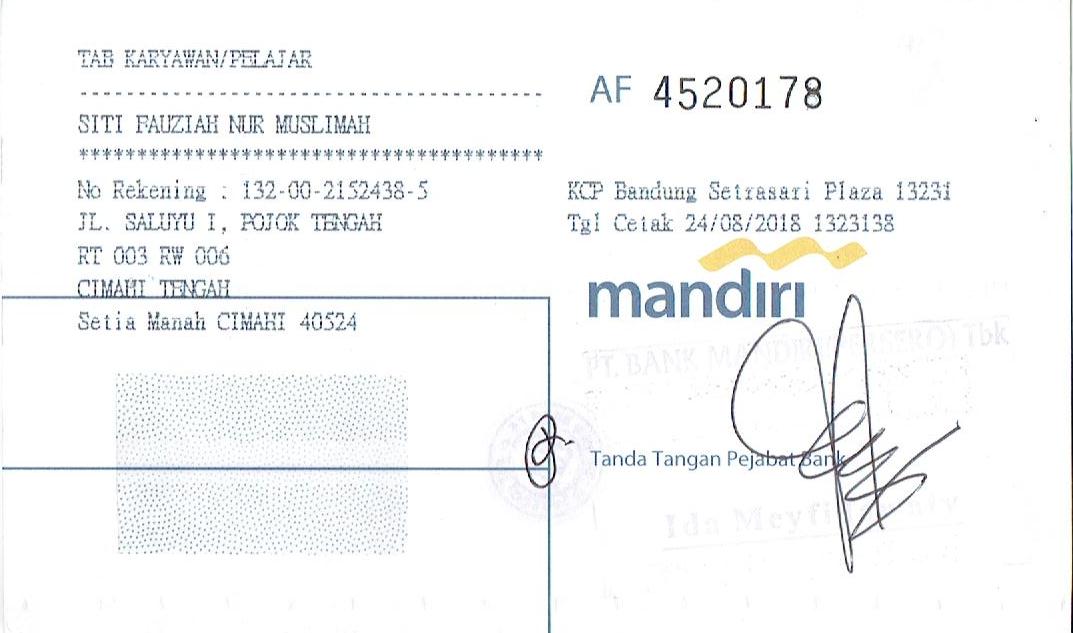 TAB KARYAWAN/PELAJAR
----------------------------------------
SITI FAUZIAH NUR MUSLIMAH
****************************************
No Rekening : 132-00-2152438-5
JL. SALUYU I, POJOK TENGAH
RT 003 RW 006
CIMAHI TENGAH
Setia Manah CIMAHI 40524
AF 4520178
KCP Bandung Setrasari Plaza 13231
Tgl Cetak 24/08/2018 1323138
mandiri
PT. BANK MANDIRI (PERSERO) Tbk
Tanda Tangan Pejabat Bank
Ida